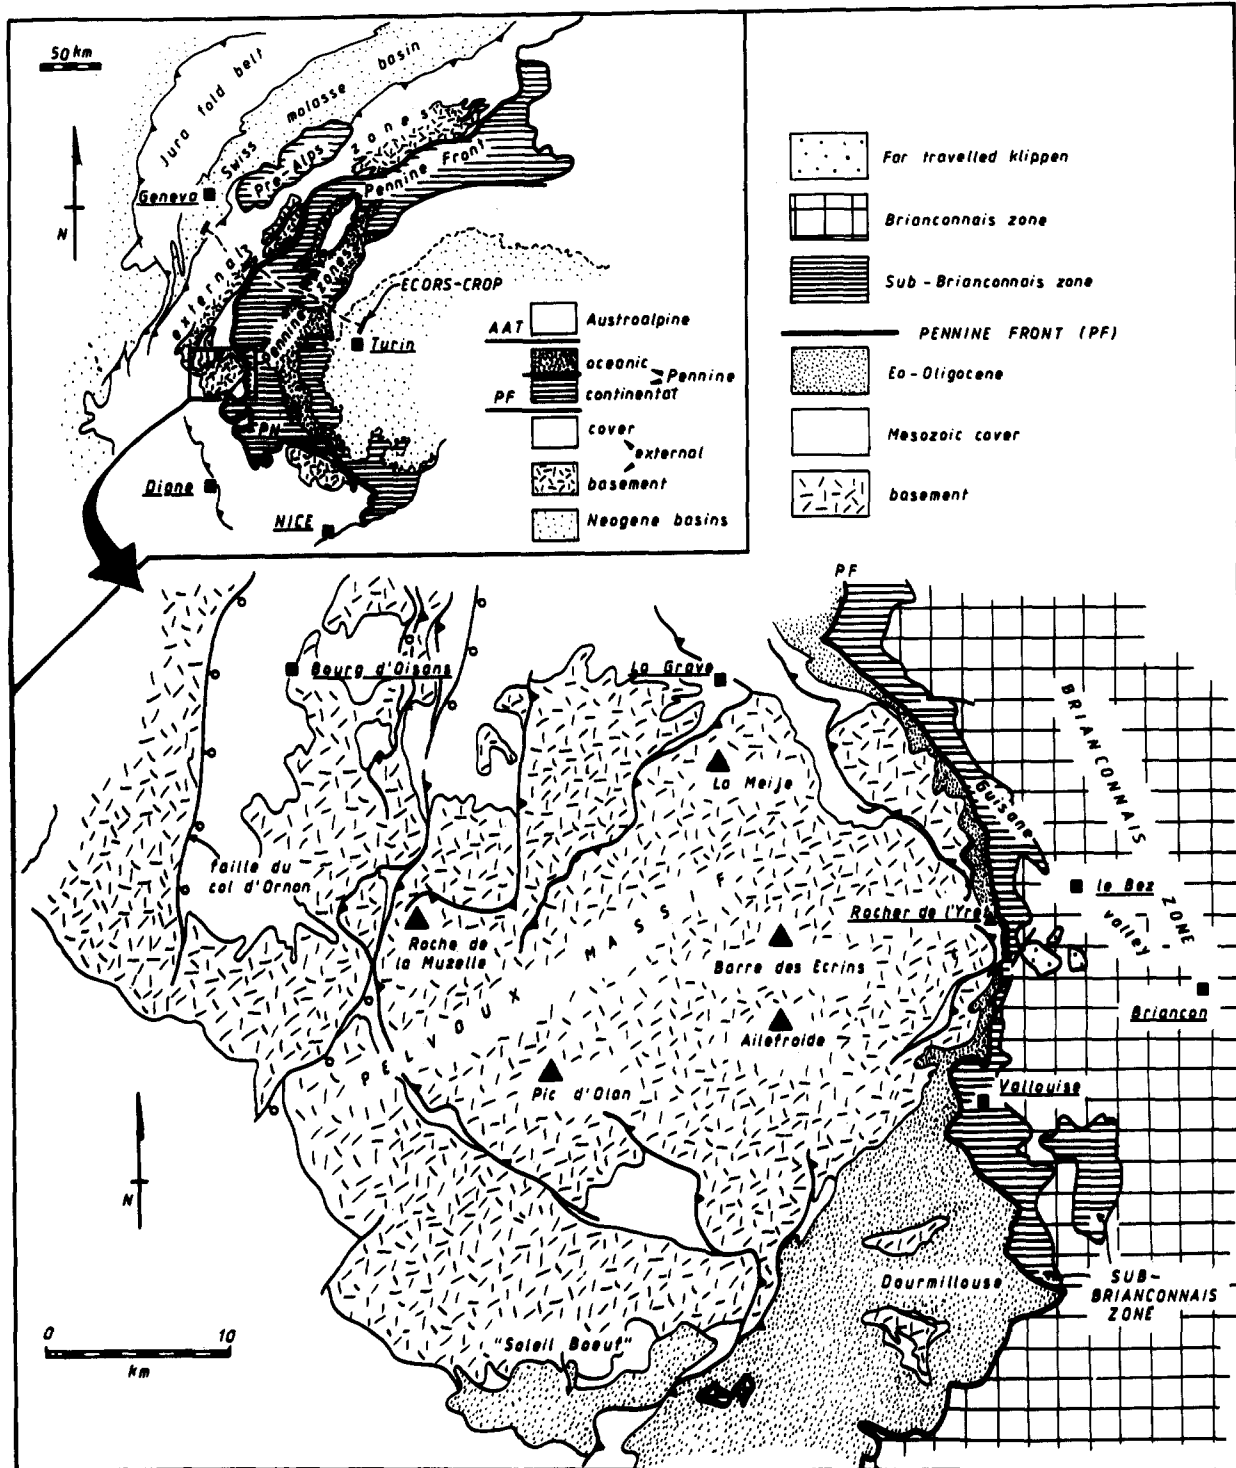 50 km
N
Jura fold belt
Swiss molasse basin
Pre-Alps
external zones
Pennine Front
Pennine zones
Geneva
ECORS-CROP
Turin
PN
Digne
NICE
AAT
Austroalpine
oceanic
Pennine
PF
continental
cover
external
basement
Neogene basins
Far travelled klippen
Brianconnais zone
Sub-Brianconnais zone
PENNINE FRONT (PF)
Eo-Oligocene
Mesozoic cover
basement
PF
Bourg d'Oisans
La Grave
BRIANCONNAIS ZONE
La Meije
Guisane valley
faille du
col d'Ornon
le Bez
Rocher de l'Yret
Roche de
la Muzelle
PELVOUX MASSIF
Barre des Ecrins
Briancon
Ailefroide
Pic d'Olan
Vallouise
N
Dourmillouse
SUB-
BRIANCONNAIS
ZONE
0 10
km
"Soleil Boeuf"